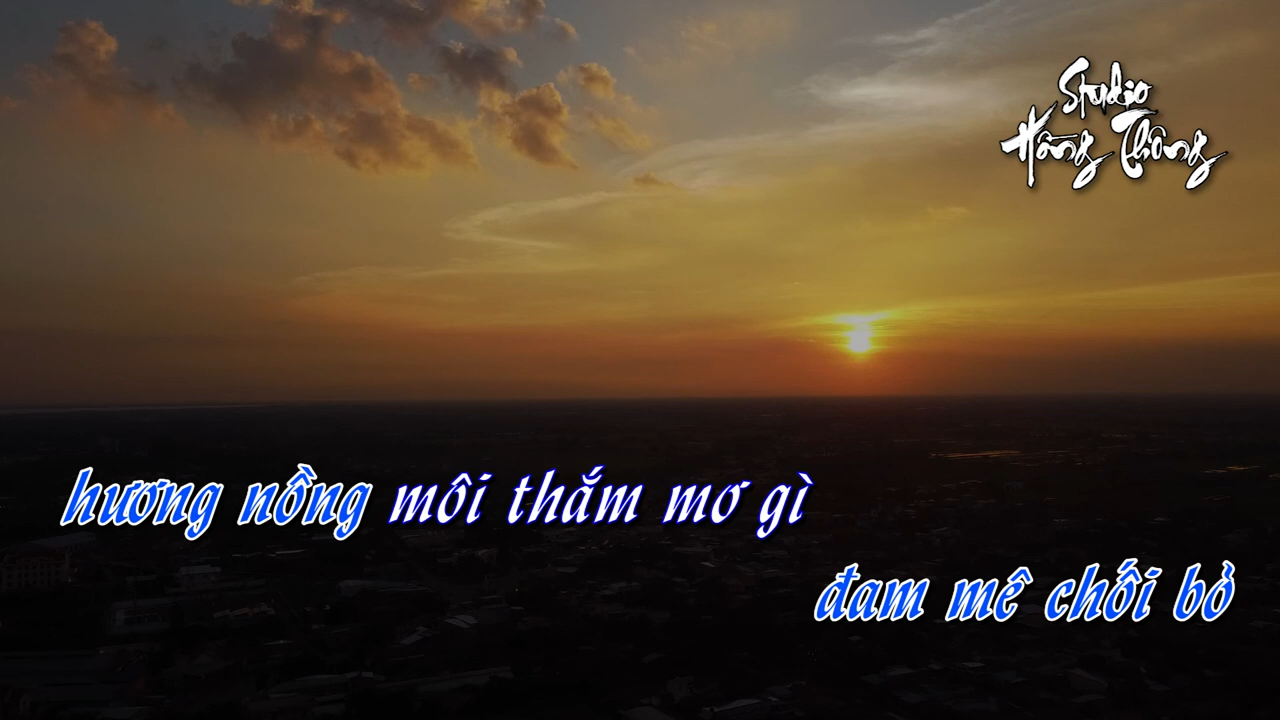 Studio
Hồng Thông
hương nồng môi thắm mơ gì
đam mê chối bỏ